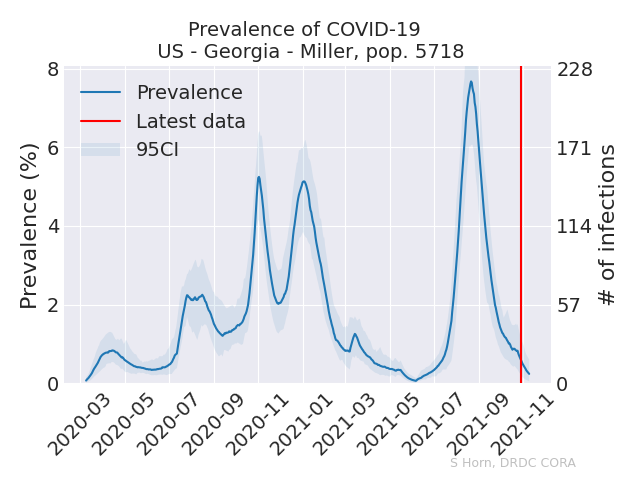 Prevalence of COVID-19
US - Georgia - Miller, pop. 5718
Prevalence
Latest data
95CI
Prevalence (%)
8
6
4
2
0
228
171
114
57
0
# of infections
2020-03
2020-05
2020-07
2020-09
2020-11
2021-01
2021-03
2021-05
2021-07
2021-09
2021-11
S Horn, DRDC CORA